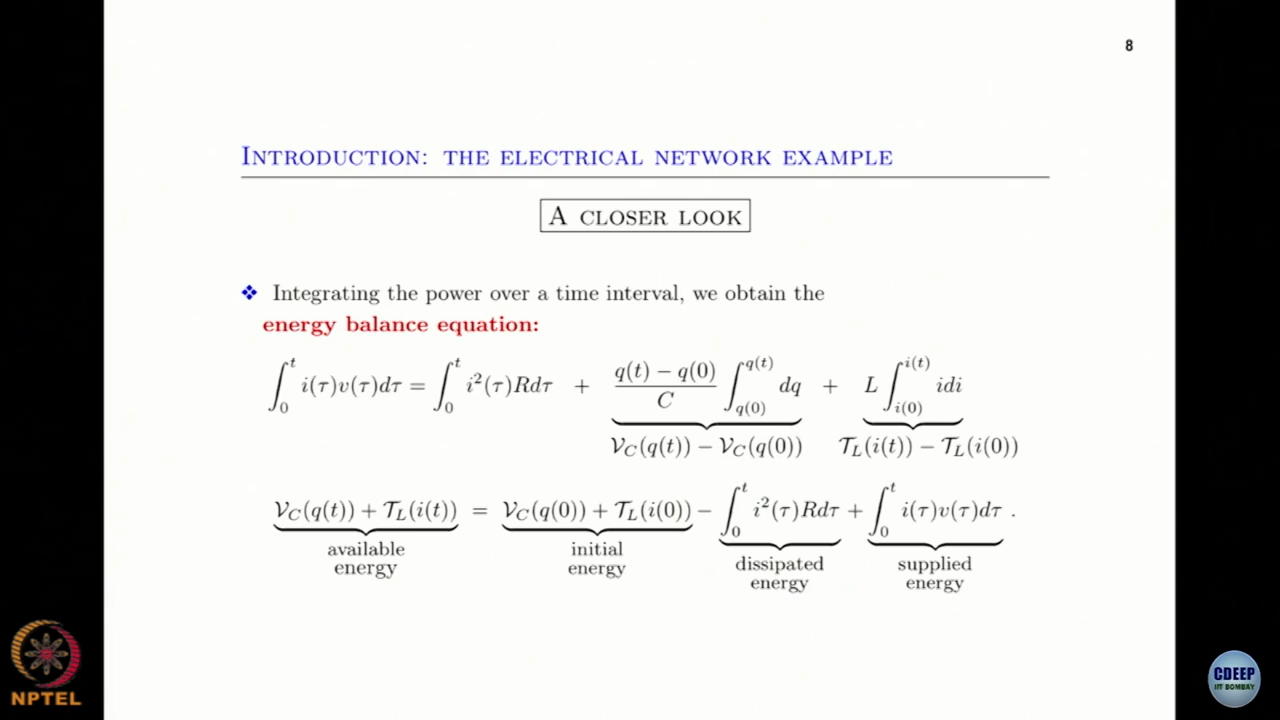 8
INTRODUCTION: THE ELECTRICAL NETWORK EXAMPLE
A CLOSER LOOK
❖ Integrating the power over a time interval, we obtain the
energy balance equation:
∫₀ᵗ i(τ)v(τ)dτ = ∫₀ᵗ i²(τ)Rdτ + (q(t) − q(0))/C ∫_{q(0)}^{q(t)} dq + L ∫_{i(0)}^{i(t)} idi
𝒱_C(q(t)) − 𝒱_C(q(0)) 𝒯_L(i(t)) − 𝒯_L(i(0))
𝒱_C(q(t)) + 𝒯_L(i(t)) = 𝒱_C(q(0)) + 𝒯_L(i(0)) − ∫₀ᵗ i²(τ)Rdτ + ∫₀ᵗ i(τ)v(τ)dτ .
available energy
initial energy
dissipated energy
supplied energy
NPTEL
CDEEP
IIT BOMBAY